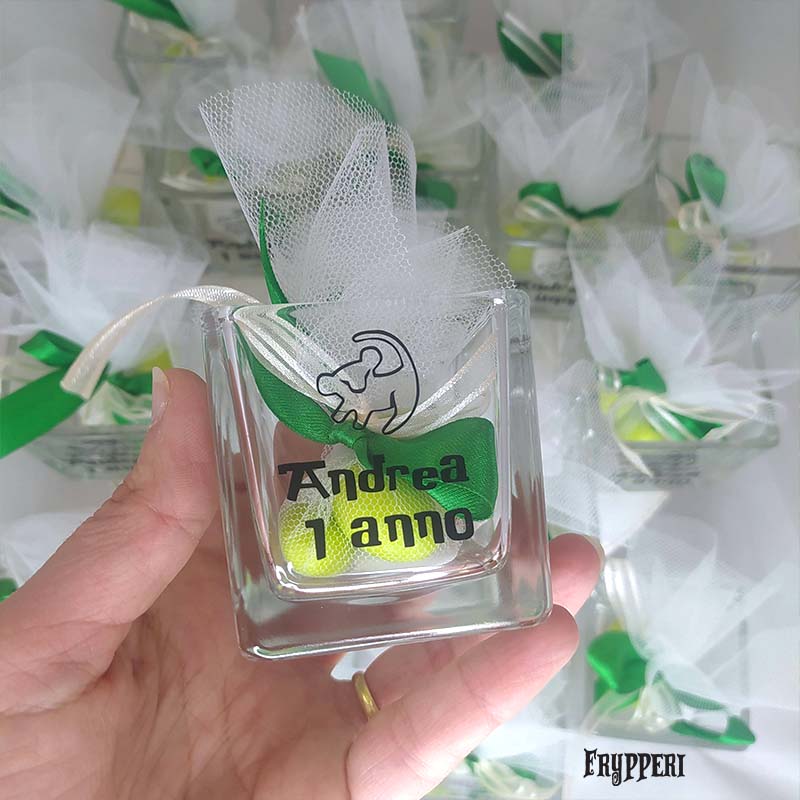 Andrea
1 anno
Frypperi